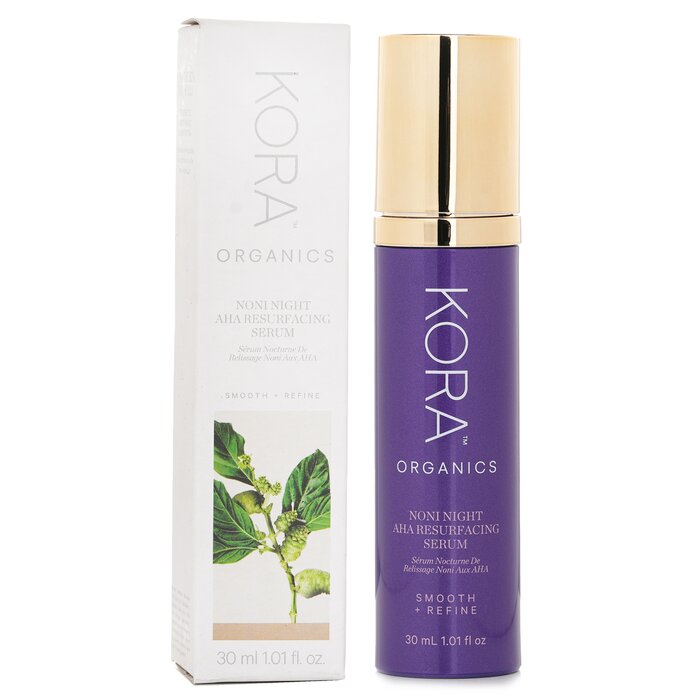 KORA™
ORGANICS
NONI NIGHT
AHA RESURFACING
SERUM
Sérum Nocturne De
Relissage Noni Aux AHA
SMOOTH + REFINE
30 ml 1.01 fl. oz.
KORA™
ORGANICS
NONI NIGHT
AHA RESURFACING
SERUM
Sérum Nocturne De
Relissage Noni Aux AHA
SMOOTH
+ REFINE
30 mL 1.01 fl oz